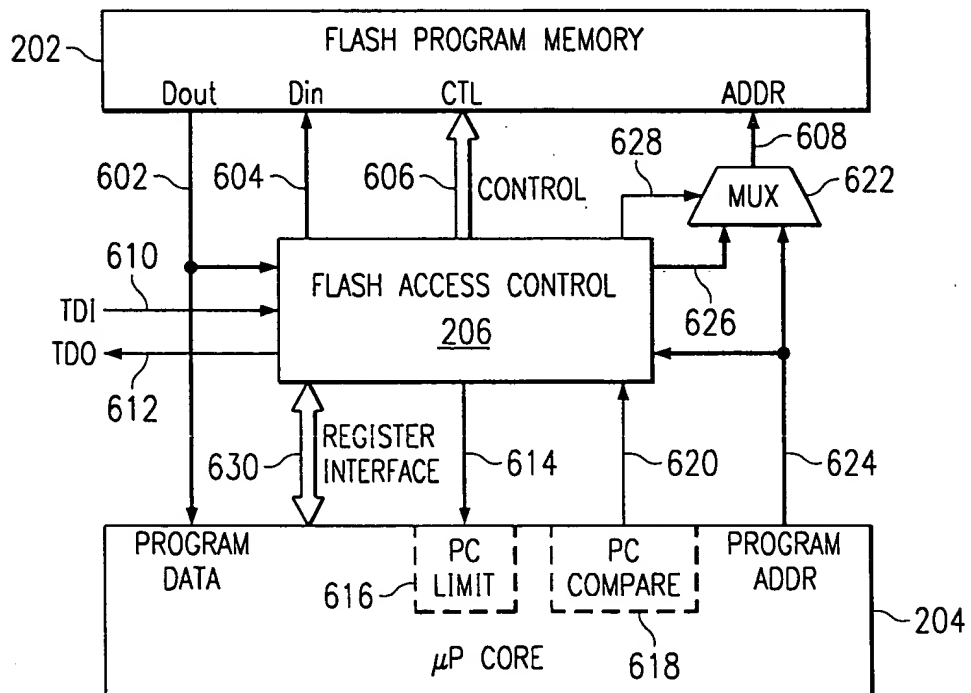 FLASH PROGRAM MEMORY
202
Dout Din CTL ADDR
602
604
606
CONTROL
628
608
MUX
622
610
TDI
FLASH ACCESS CONTROL
206
626
TDO
612
630
REGISTER
INTERFACE
614
620
624
PROGRAM
DATA
616
PC
LIMIT
PC
COMPARE
618
PROGRAM
ADDR
204
μP CORE